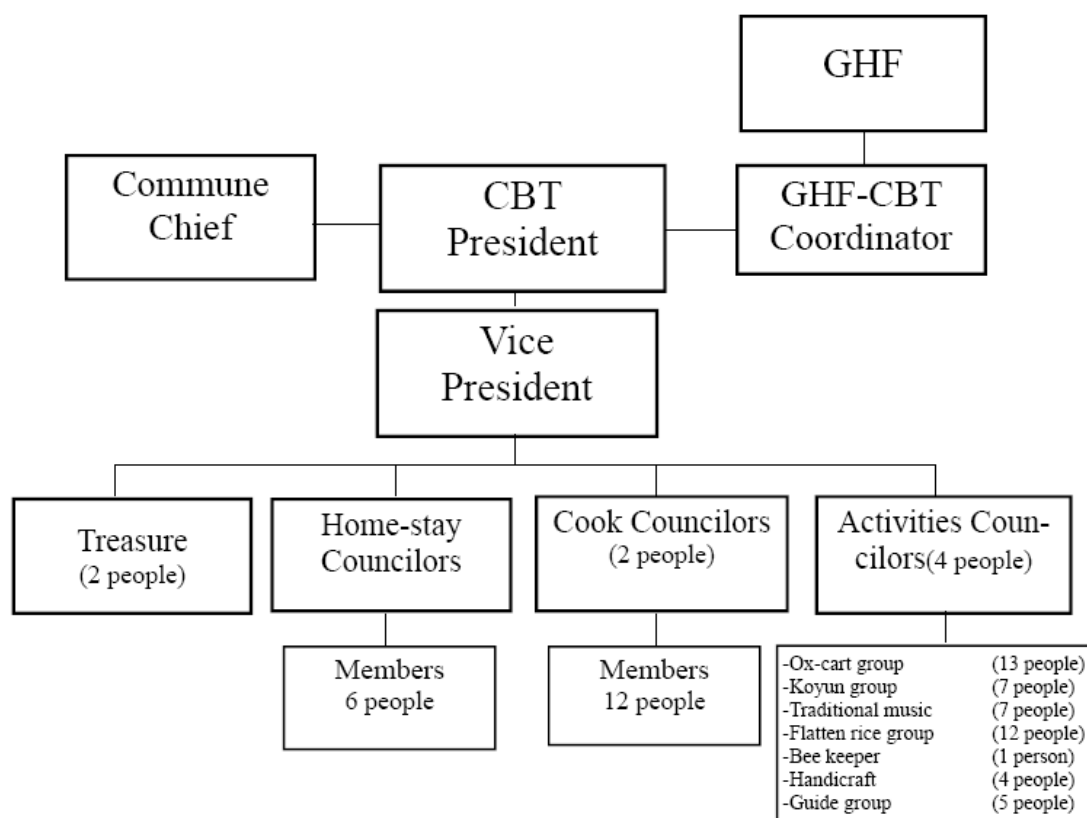 GHF
Commune
Chief
CBT
President
GHF-CBT
Coordinator
Vice
President
Treasure
(2 people)
Home-stay
Councilors
Cook Councilors
(2 people)
Activities Coun-
cilors(4 people)
Members
6 people
Members
12 people
-Ox-cart group (13 people)
-Koyun group (7 people)
-Traditional music (7 people)
-Flatten rice group (12 people)
-Bee keeper (1 person)
-Handicraft (4 people)
-Guide group (5 people)